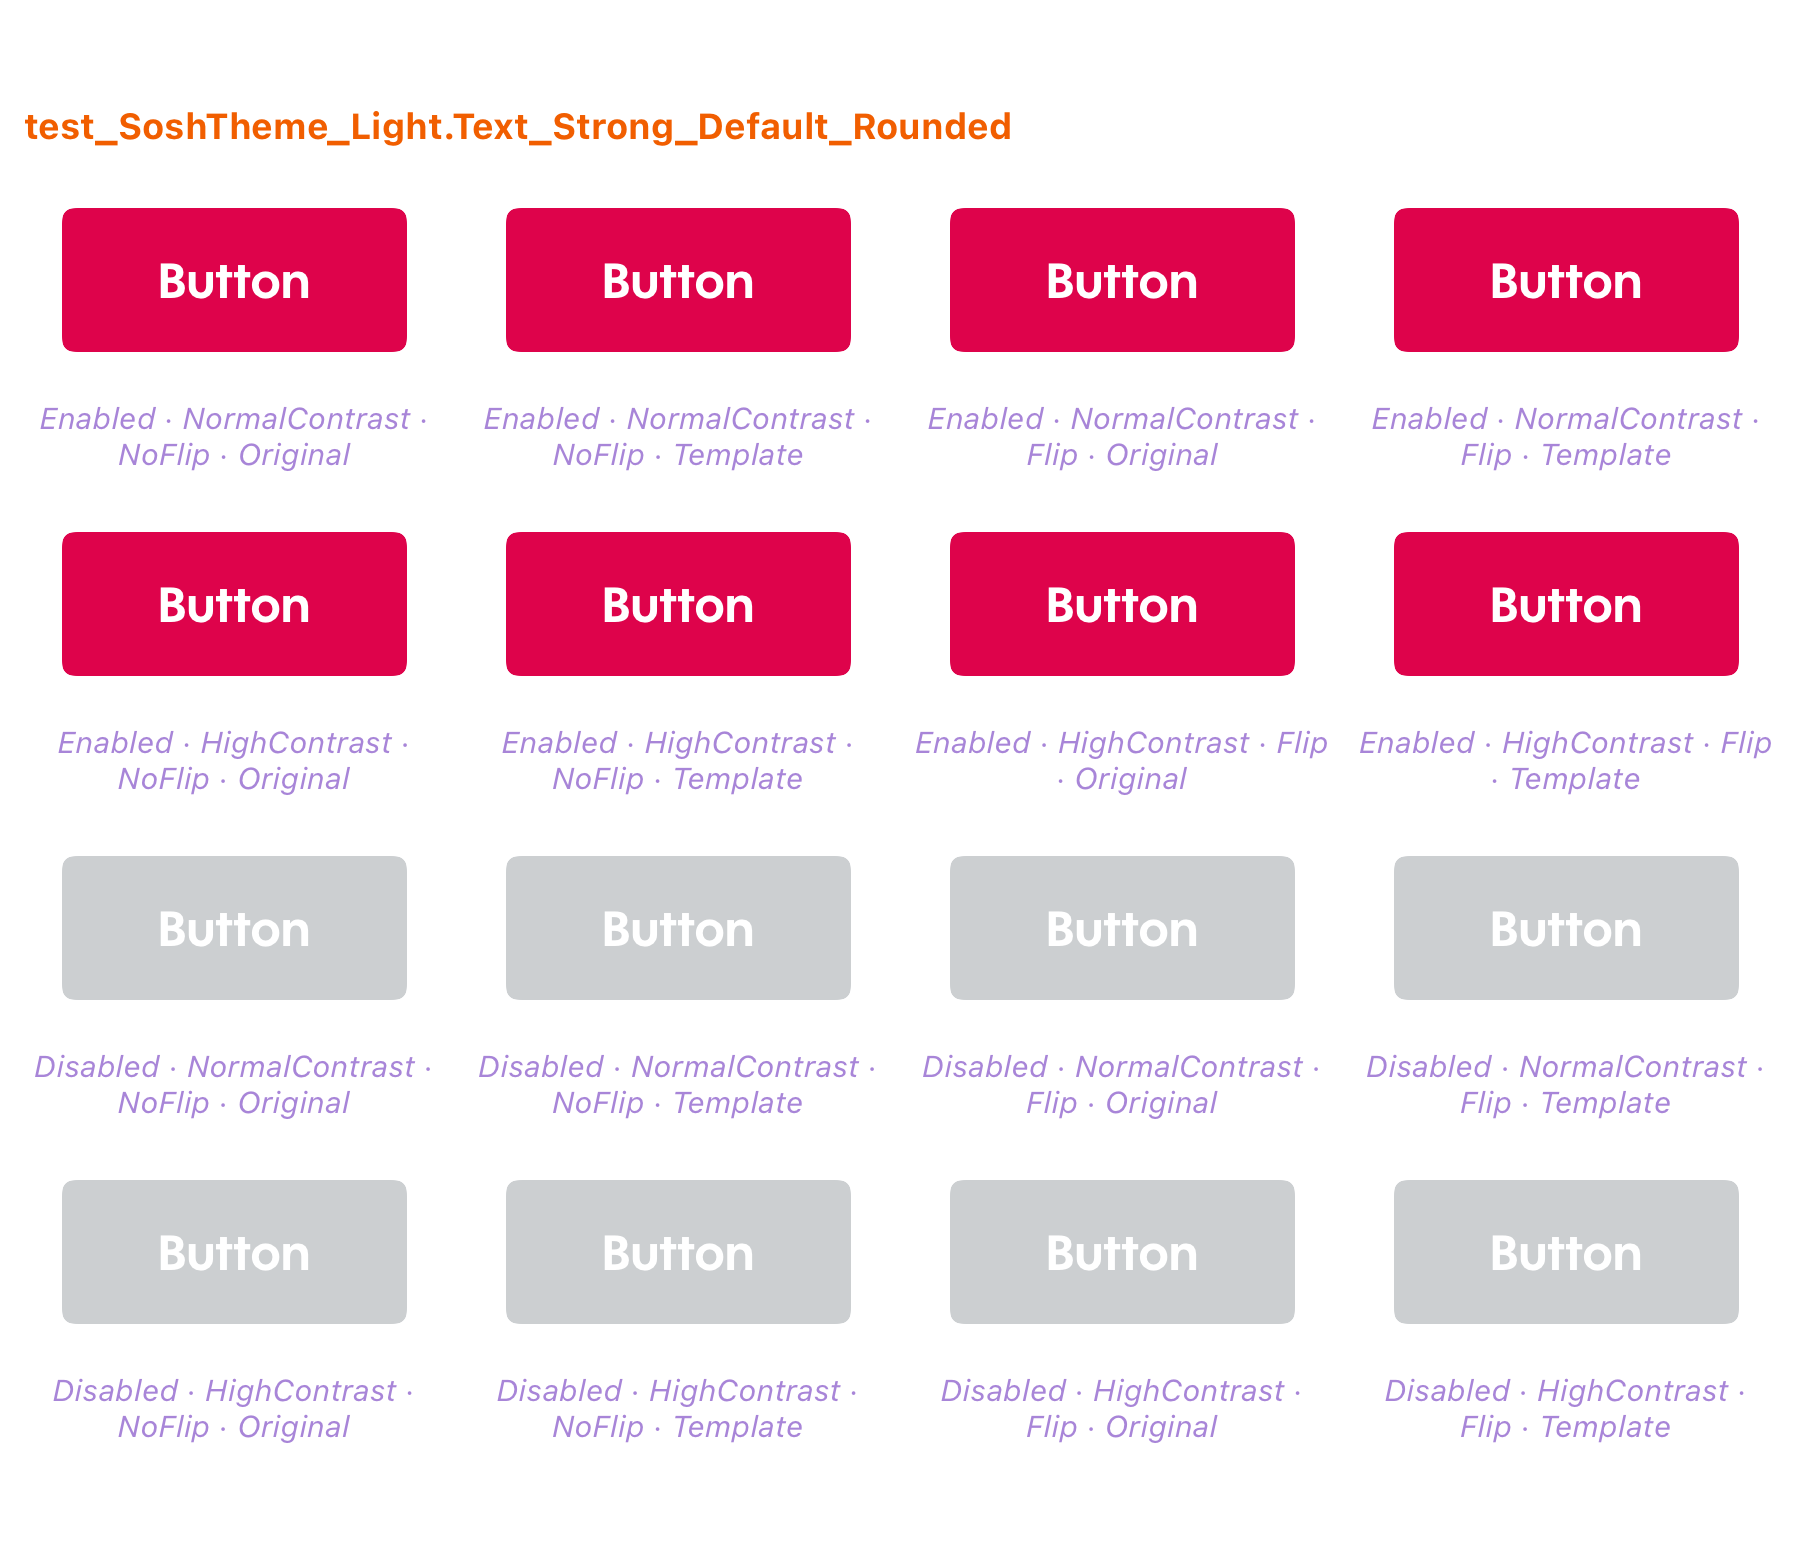 test_SoshTheme_Light.Text_Strong_Default_Rounded
Button Button Button Button
Enabled · NormalContrast · Enabled · NormalContrast · Enabled · NormalContrast · Enabled · NormalContrast ·
NoFlip · Original NoFlip · Template Flip · Original Flip · Template
Button Button Button Button
Enabled · HighContrast · Enabled · HighContrast · Enabled · HighContrast · Flip Enabled · HighContrast · Flip
NoFlip · Original NoFlip · Template · Original · Template
Button Button Button Button
Disabled · NormalContrast · Disabled · NormalContrast · Disabled · NormalContrast · Disabled · NormalContrast ·
NoFlip · Original NoFlip · Template Flip · Original Flip · Template
Button Button Button Button
Disabled · HighContrast · Disabled · HighContrast · Disabled · HighContrast · Disabled · HighContrast ·
NoFlip · Original NoFlip · Template Flip · Original Flip · Template